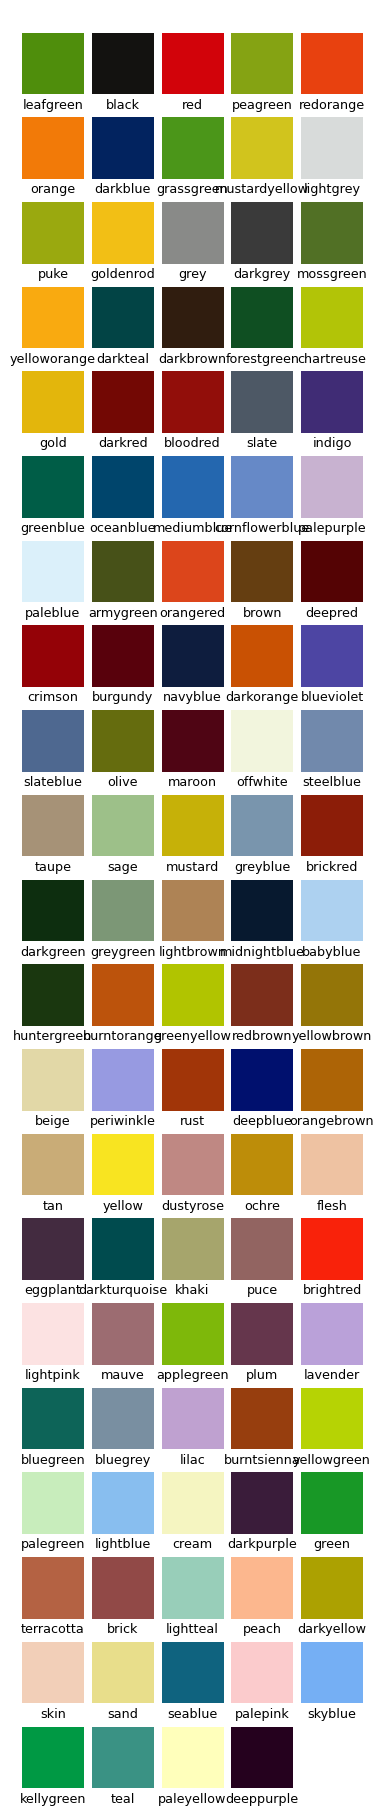 leafgreen black red peagreen redorange
orange darkblue grassgreen mustardyellow lightgrey
puke goldenrod grey darkgrey mossgreen
yelloworange darkteal darkbrown forestgreen chartreuse
gold darkred bloodred slate indigo
greenblue oceanblue mediumblue cornflowerblue palepurple
paleblue armygreen orangered brown deepred
crimson burgundy navyblue darkorange blueviolet
slateblue olive maroon offwhite steelblue
taupe sage mustard greyblue brickred
darkgreen greygreen lightbrown midnightblue babyblue
huntergreen burntorange greenyellow redbrown yellowbrown
beige periwinkle rust deepblue orangebrown
tan yellow dustyrose ochre flesh
eggplant darkturquoise khaki puce brightred
lightpink mauve applegreen plum lavender
bluegreen bluegrey lilac burntsienna yellowgreen
palegreen lightblue cream darkpurple green
terracotta brick lightteal peach darkyellow
skin sand seablue palepink skyblue
kellygreen teal paleyellow deeppurple